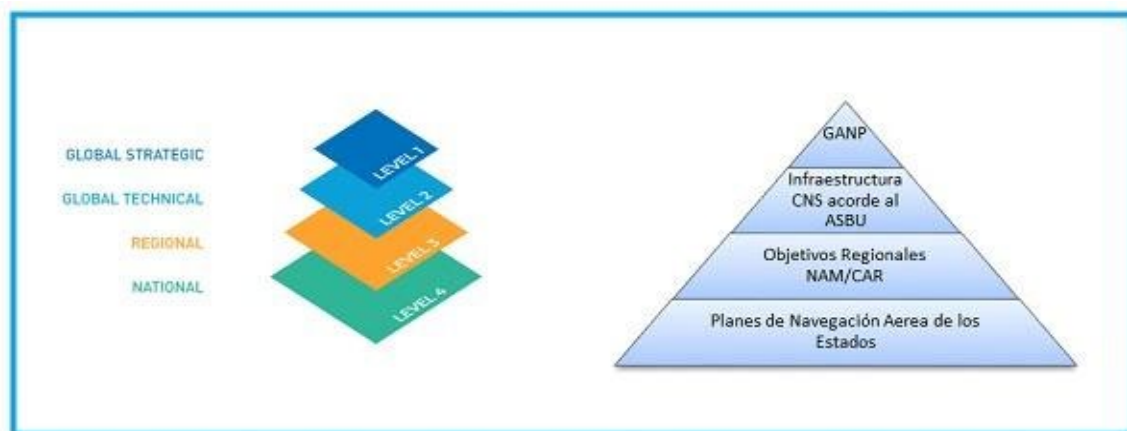 GLOBAL STRATEGIC
GLOBAL TECHNICAL
REGIONAL
NATIONAL
LEVEL 1
LEVEL 2
LEVEL 3
LEVEL 4
GANP
Infraestructura
CNS acorde al
ASBU
Objetivos Regionales
NAM/CAR
Planes de Navegación Aerea de los
Estados